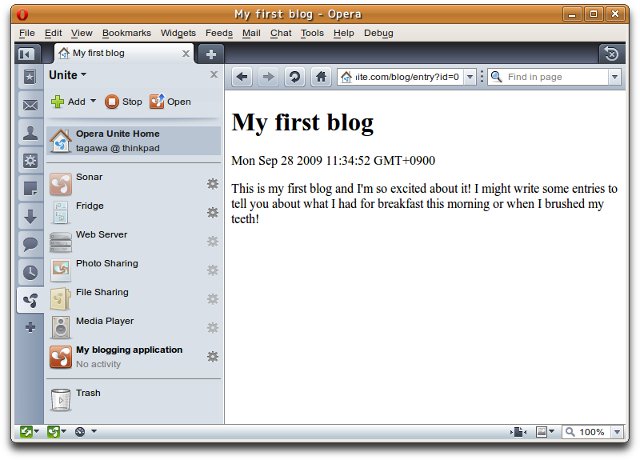 My first blog - Opera
File Edit View Bookmarks Widgets Feeds Mail Chat Tools Help Debug
My first blog
Unite
Add Stop Open
Opera Unite Home
tagawa @ thinkpad
Sonar
Fridge
Web Server
Photo Sharing
File Sharing
Media Player
My blogging application
No activity
Trash
nite.com/blog/entry?id=0
Find in page
My first blog
Mon Sep 28 2009 11:34:52 GMT+0900
This is my first blog and I'm so excited about it! I might write some entries to
tell you about what I had for breakfast this morning or when I brushed my
teeth!
100%